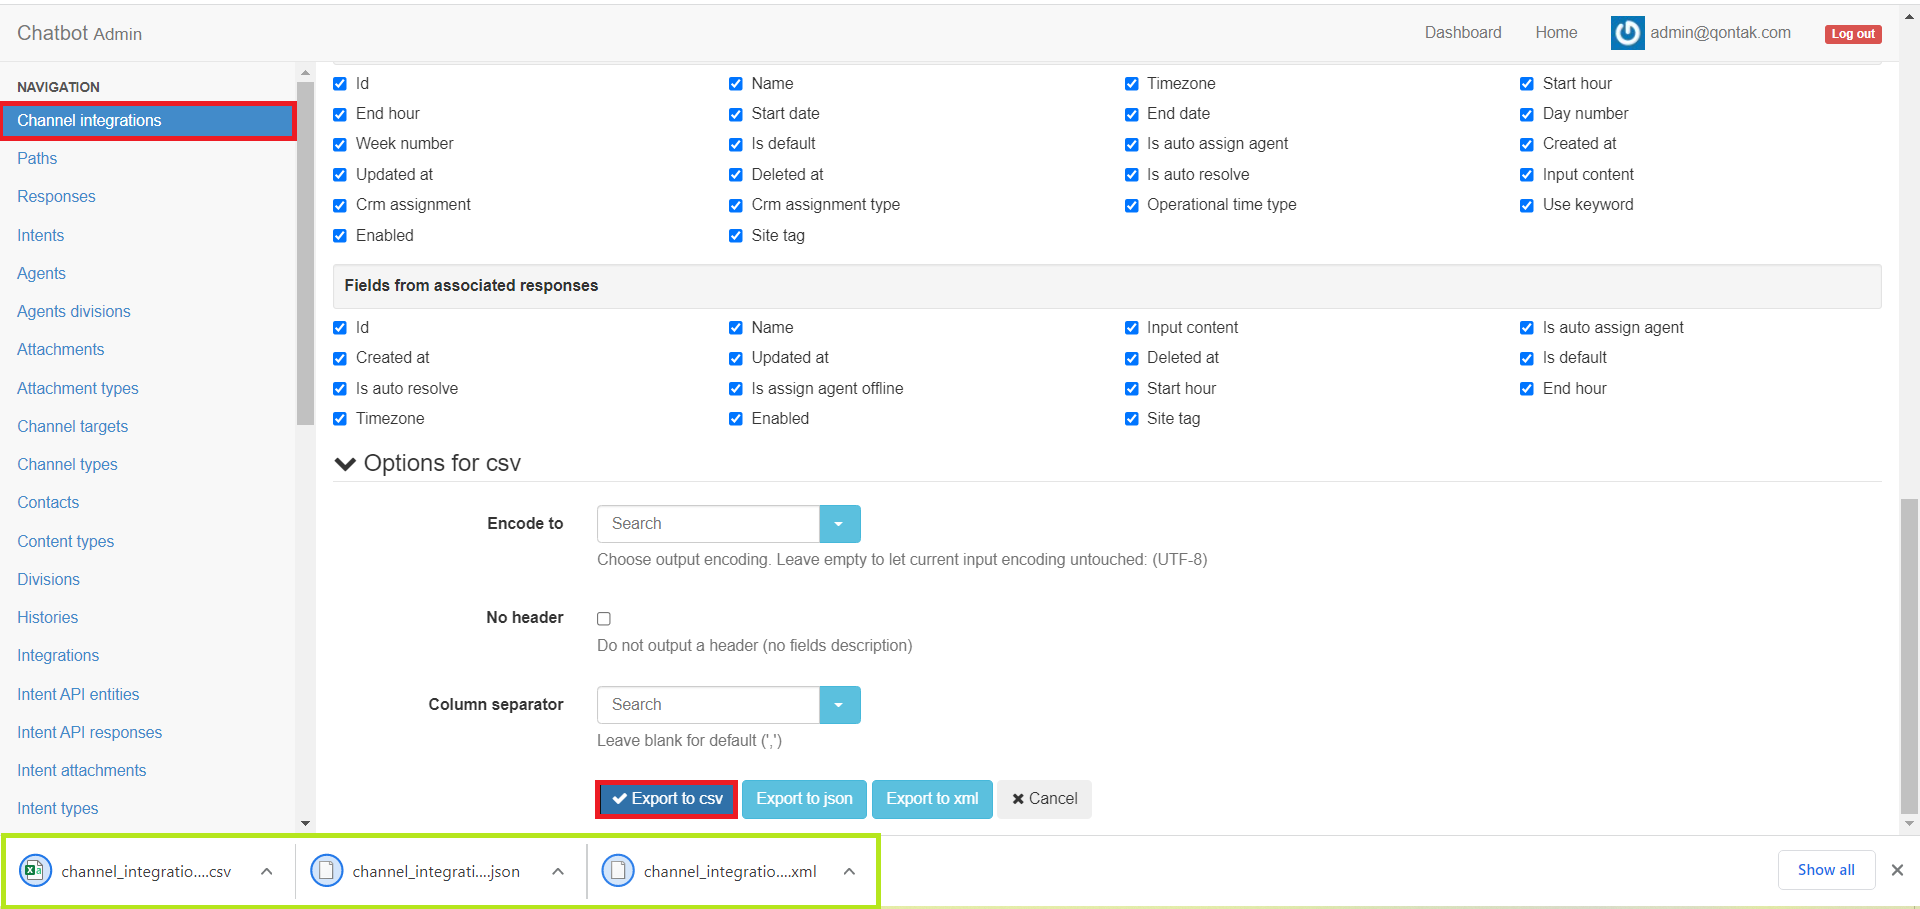 Chatbot Admin
Dashboard
Home
admin@qontak.com
Log out
NAVIGATION
Channel integrations
Paths
Responses
Intents
Agents
Agents divisions
Attachments
Attachment types
Channel targets
Channel types
Contacts
Content types
Divisions
Histories
Integrations
Intent API entities
Intent API responses
Intent attachments
Intent types
Id Name Timezone Start hour
End hour Start date End date Day number
Week number Is default Is auto assign agent Created at
Updated at Deleted at Is auto resolve Input content
Crm assignment Crm assignment type Operational time type Use keyword
Enabled Site tag
Fields from associated responses
Id Name Input content Is auto assign agent
Created at Updated at Deleted at Is default
Is auto resolve Is assign agent offline Start hour End hour
Timezone Enabled Site tag
Options for csv
Encode to Search
Choose output encoding. Leave empty to let current input encoding untouched: (UTF-8)
No header
Do not output a header (no fields description)
Column separator Search
Leave blank for default (',')
Export to csv Export to json Export to xml Cancel
channel_integratio....csv channel_integrati....json channel_integratio....xml Show all